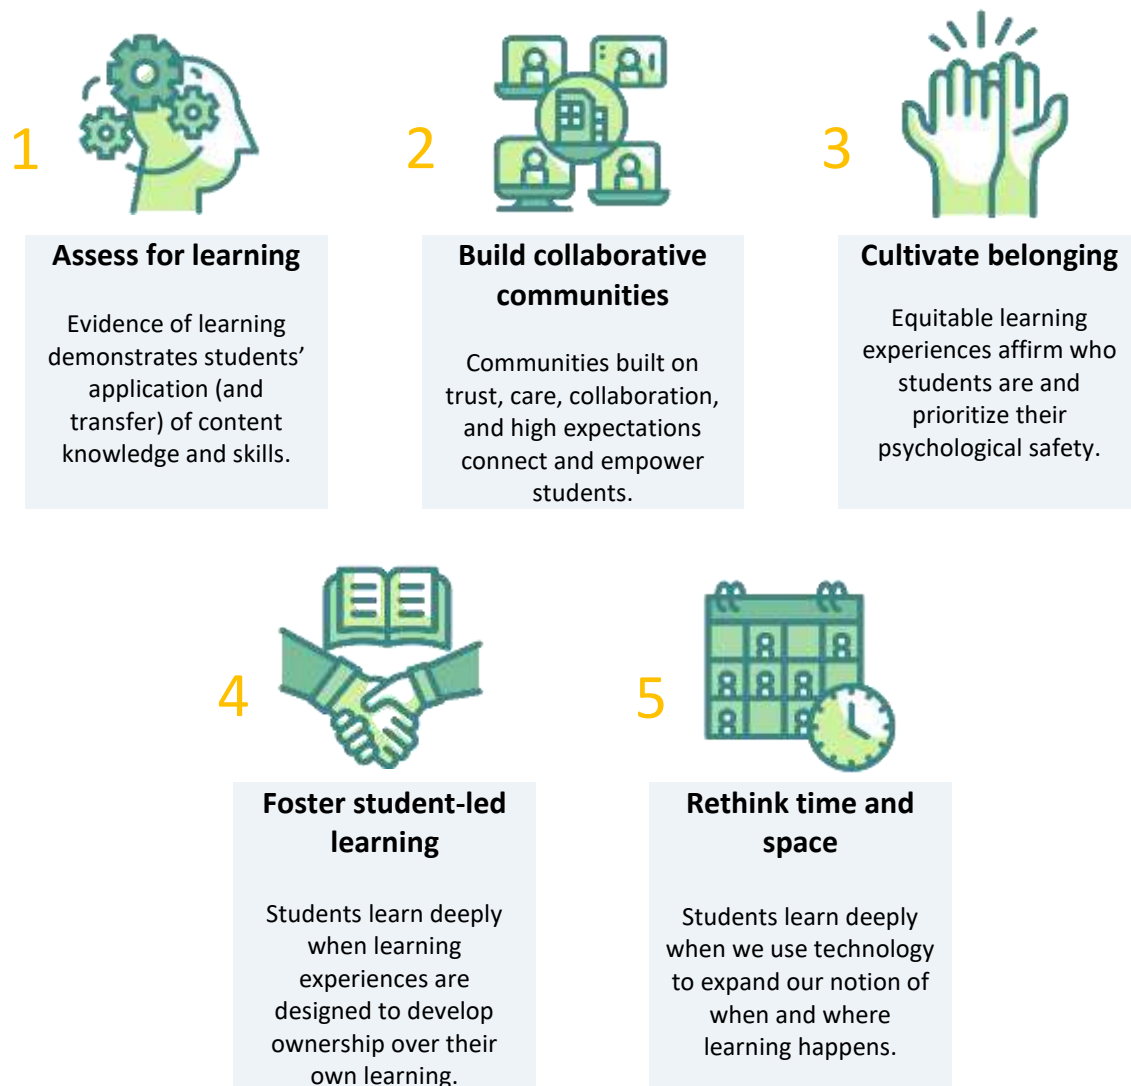 1
Assess for learning
Evidence of learning
demonstrates students’
application (and
transfer) of content
knowledge and skills.
2
Build collaborative
communities
Communities built on
trust, care, collaboration,
and high expectations
connect and empower
students.
3
Cultivate belonging
Equitable learning
experiences affirm who
students are and
prioritize their
psychological safety.
4
Foster student-led
learning
Students learn deeply
when learning
experiences are
designed to develop
ownership over their
own learning.
5
Rethink time and
space
Students learn deeply
when we use technology
to expand our notion of
when and where
learning happens.